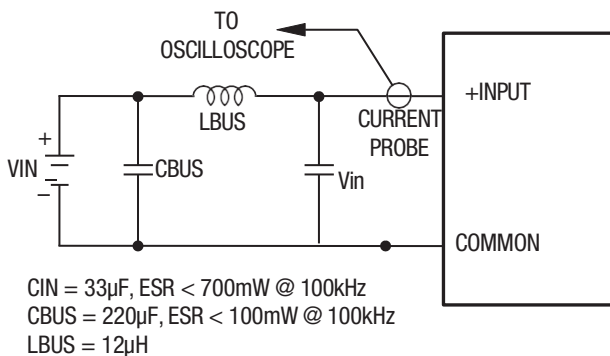 TO
OSCILLOSCOPE
+INPUT
LBUS
CURRENT
PROBE
+
VIN
−
−
CBUS
Vin
COMMON
CIN = 33µF, ESR < 700mW @ 100kHz
CBUS = 220µF, ESR < 100mW @ 100kHz
LBUS = 12µH